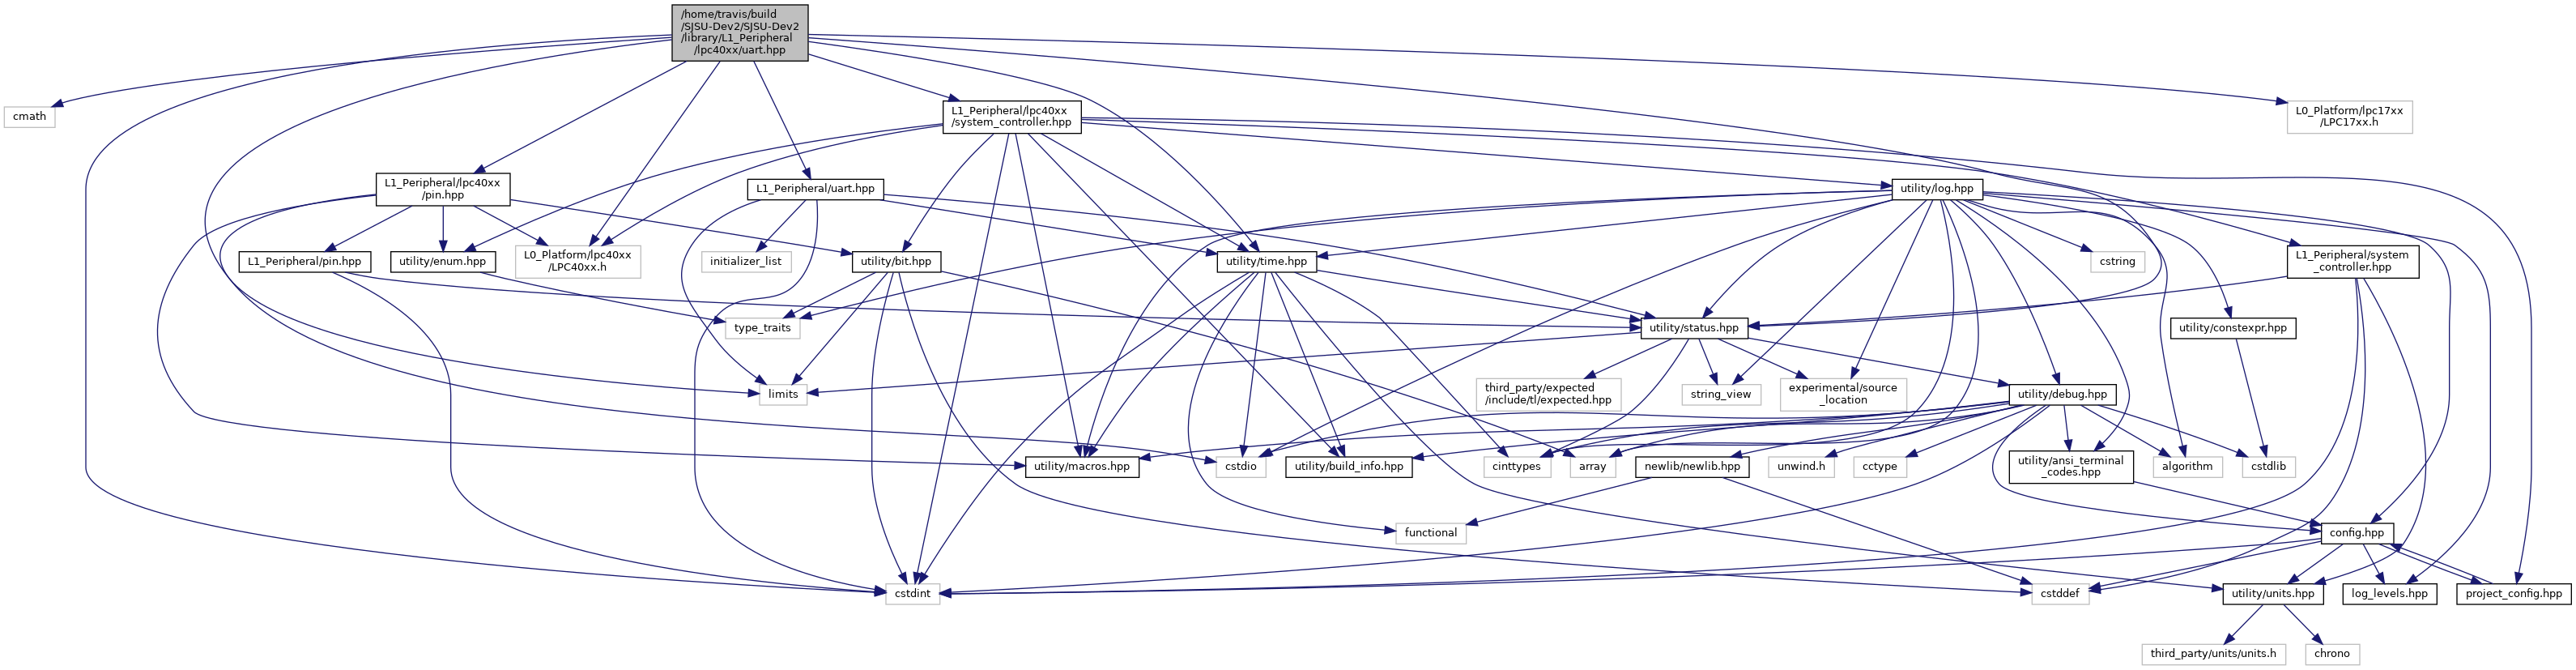 /home/travis/build
/SJSU-Dev2/SJSU-Dev2
/library/L1_Peripheral
/lpc40xx/uart.hpp
cmath
L1_Peripheral/lpc40xx
/system_controller.hpp
L0_Platform/lpc17xx
/LPC17xx.h
L1_Peripheral/lpc40xx
/pin.hpp
L1_Peripheral/uart.hpp
utility/log.hpp
L1_Peripheral/pin.hpp
utility/enum.hpp
L0_Platform/lpc40xx
/LPC40xx.h
initializer_list
utility/bit.hpp
utility/time.hpp
cstring
L1_Peripheral/system
_controller.hpp
type_traits
utility/status.hpp
utility/constexpr.hpp
limits
third_party/expected
/include/tl/expected.hpp
string_view
experimental/source
_location
utility/debug.hpp
utility/macros.hpp
cstdio
utility/build_info.hpp
cinttypes
array
newlib/newlib.hpp
unwind.h
cctype
utility/ansi_terminal
_codes.hpp
algorithm
cstdlib
functional
config.hpp
cstdint
cstddef
utility/units.hpp
log_levels.hpp
project_config.hpp
third_party/units/units.h
chrono